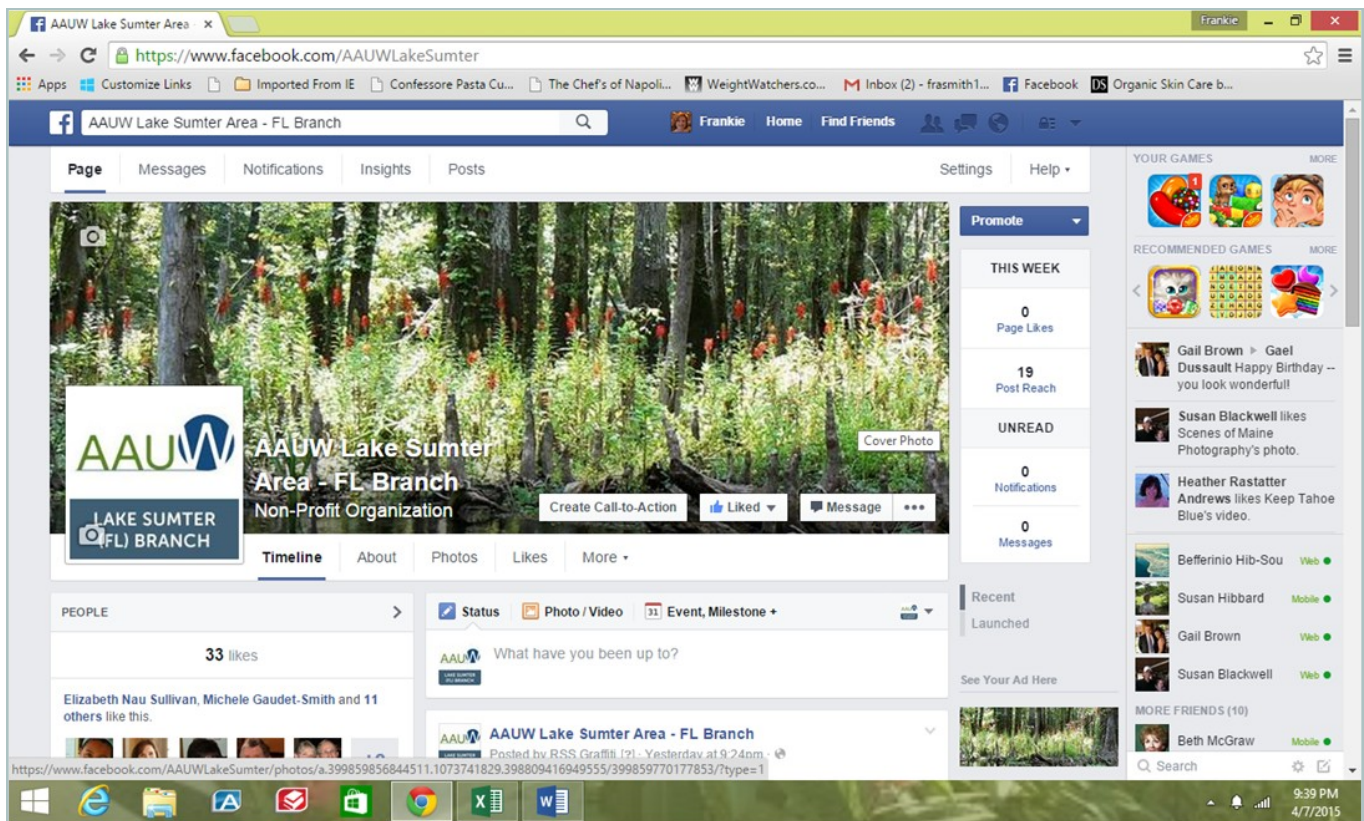 AAUW Lake Sumter Area -
Frankie
https://www.facebook.com/AAUWLakeSumter
Apps Customize Links Imported From IE Confessore Pasta Cu... The Chef's of Napoli... WeightWatchers.co... Inbox (2) - frasmith1... Facebook DS Organic Skin Care b...
AAUW Lake Sumter Area - FL Branch
Frankie Home Find Friends
Page Messages Notifications Insights Posts Settings Help
AAUW
LAKE SUMTER
(FL) BRANCH
AAUW Lake Sumter
Area - FL Branch
Non-Profit Organization
Cover Photo
Create Call-to-Action Liked Message
Timeline About Photos Likes More
Promote
THIS WEEK
0
Page Likes
19
Post Reach
UNREAD
0
Notifications
0
Messages
Recent
Launched
See Your Ad Here
PEOPLE
33 likes
Elizabeth Nau Sullivan, Michele Gaudet-Smith and 11
others like this.
Status Photo / Video 31 Event, Milestone +
AAUW What have you been up to?
AAUW Lake Sumter Area - FL Branch
Posted by RSS Graffiti [?] · Yesterday at 9:24pm ·
YOUR GAMES MORE
1
RECOMMENDED GAMES MORE
Gail Brown ▸ Gael
Dussault Happy Birthday --
you look wonderful!
Susan Blackwell likes
Scenes of Maine
Photography's photo.
Heather Rastatter
Andrews likes Keep Tahoe
Blue's video.
Befferinio Hib-Sou Web
Susan Hibbard Mobile
Gail Brown Web
Susan Blackwell Web
MORE FRIENDS (10)
Beth McGraw Mobile
Search
https://www.facebook.com/AAUWLakeSumter/photos/a.399859856844511.1073741829.398809416949555/399859770177853/?type=1
9:39 PM
4/7/2015